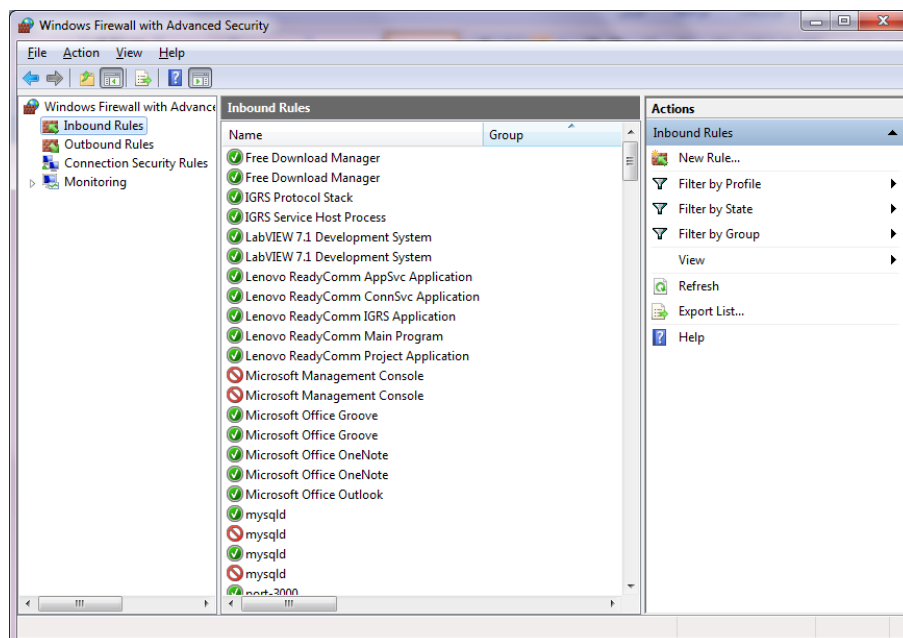 Windows Firewall with Advanced Security
File Action View Help
Windows Firewall with Advance
Inbound Rules
Outbound Rules
Connection Security Rules
Monitoring
Inbound Rules
Name Group
Free Download Manager
Free Download Manager
IGRS Protocol Stack
IGRS Service Host Process
LabVIEW 7.1 Development System
LabVIEW 7.1 Development System
Lenovo ReadyComm AppSvc Application
Lenovo ReadyComm ConnSvc Application
Lenovo ReadyComm IGRS Application
Lenovo ReadyComm Main Program
Lenovo ReadyComm Project Application
Microsoft Management Console
Microsoft Management Console
Microsoft Office Groove
Microsoft Office Groove
Microsoft Office OneNote
Microsoft Office OneNote
Microsoft Office Outlook
mysqld
mysqld
mysqld
mysqld
port-3000
Actions
Inbound Rules
New Rule...
Filter by Profile
Filter by State
Filter by Group
View
Refresh
Export List...
Help